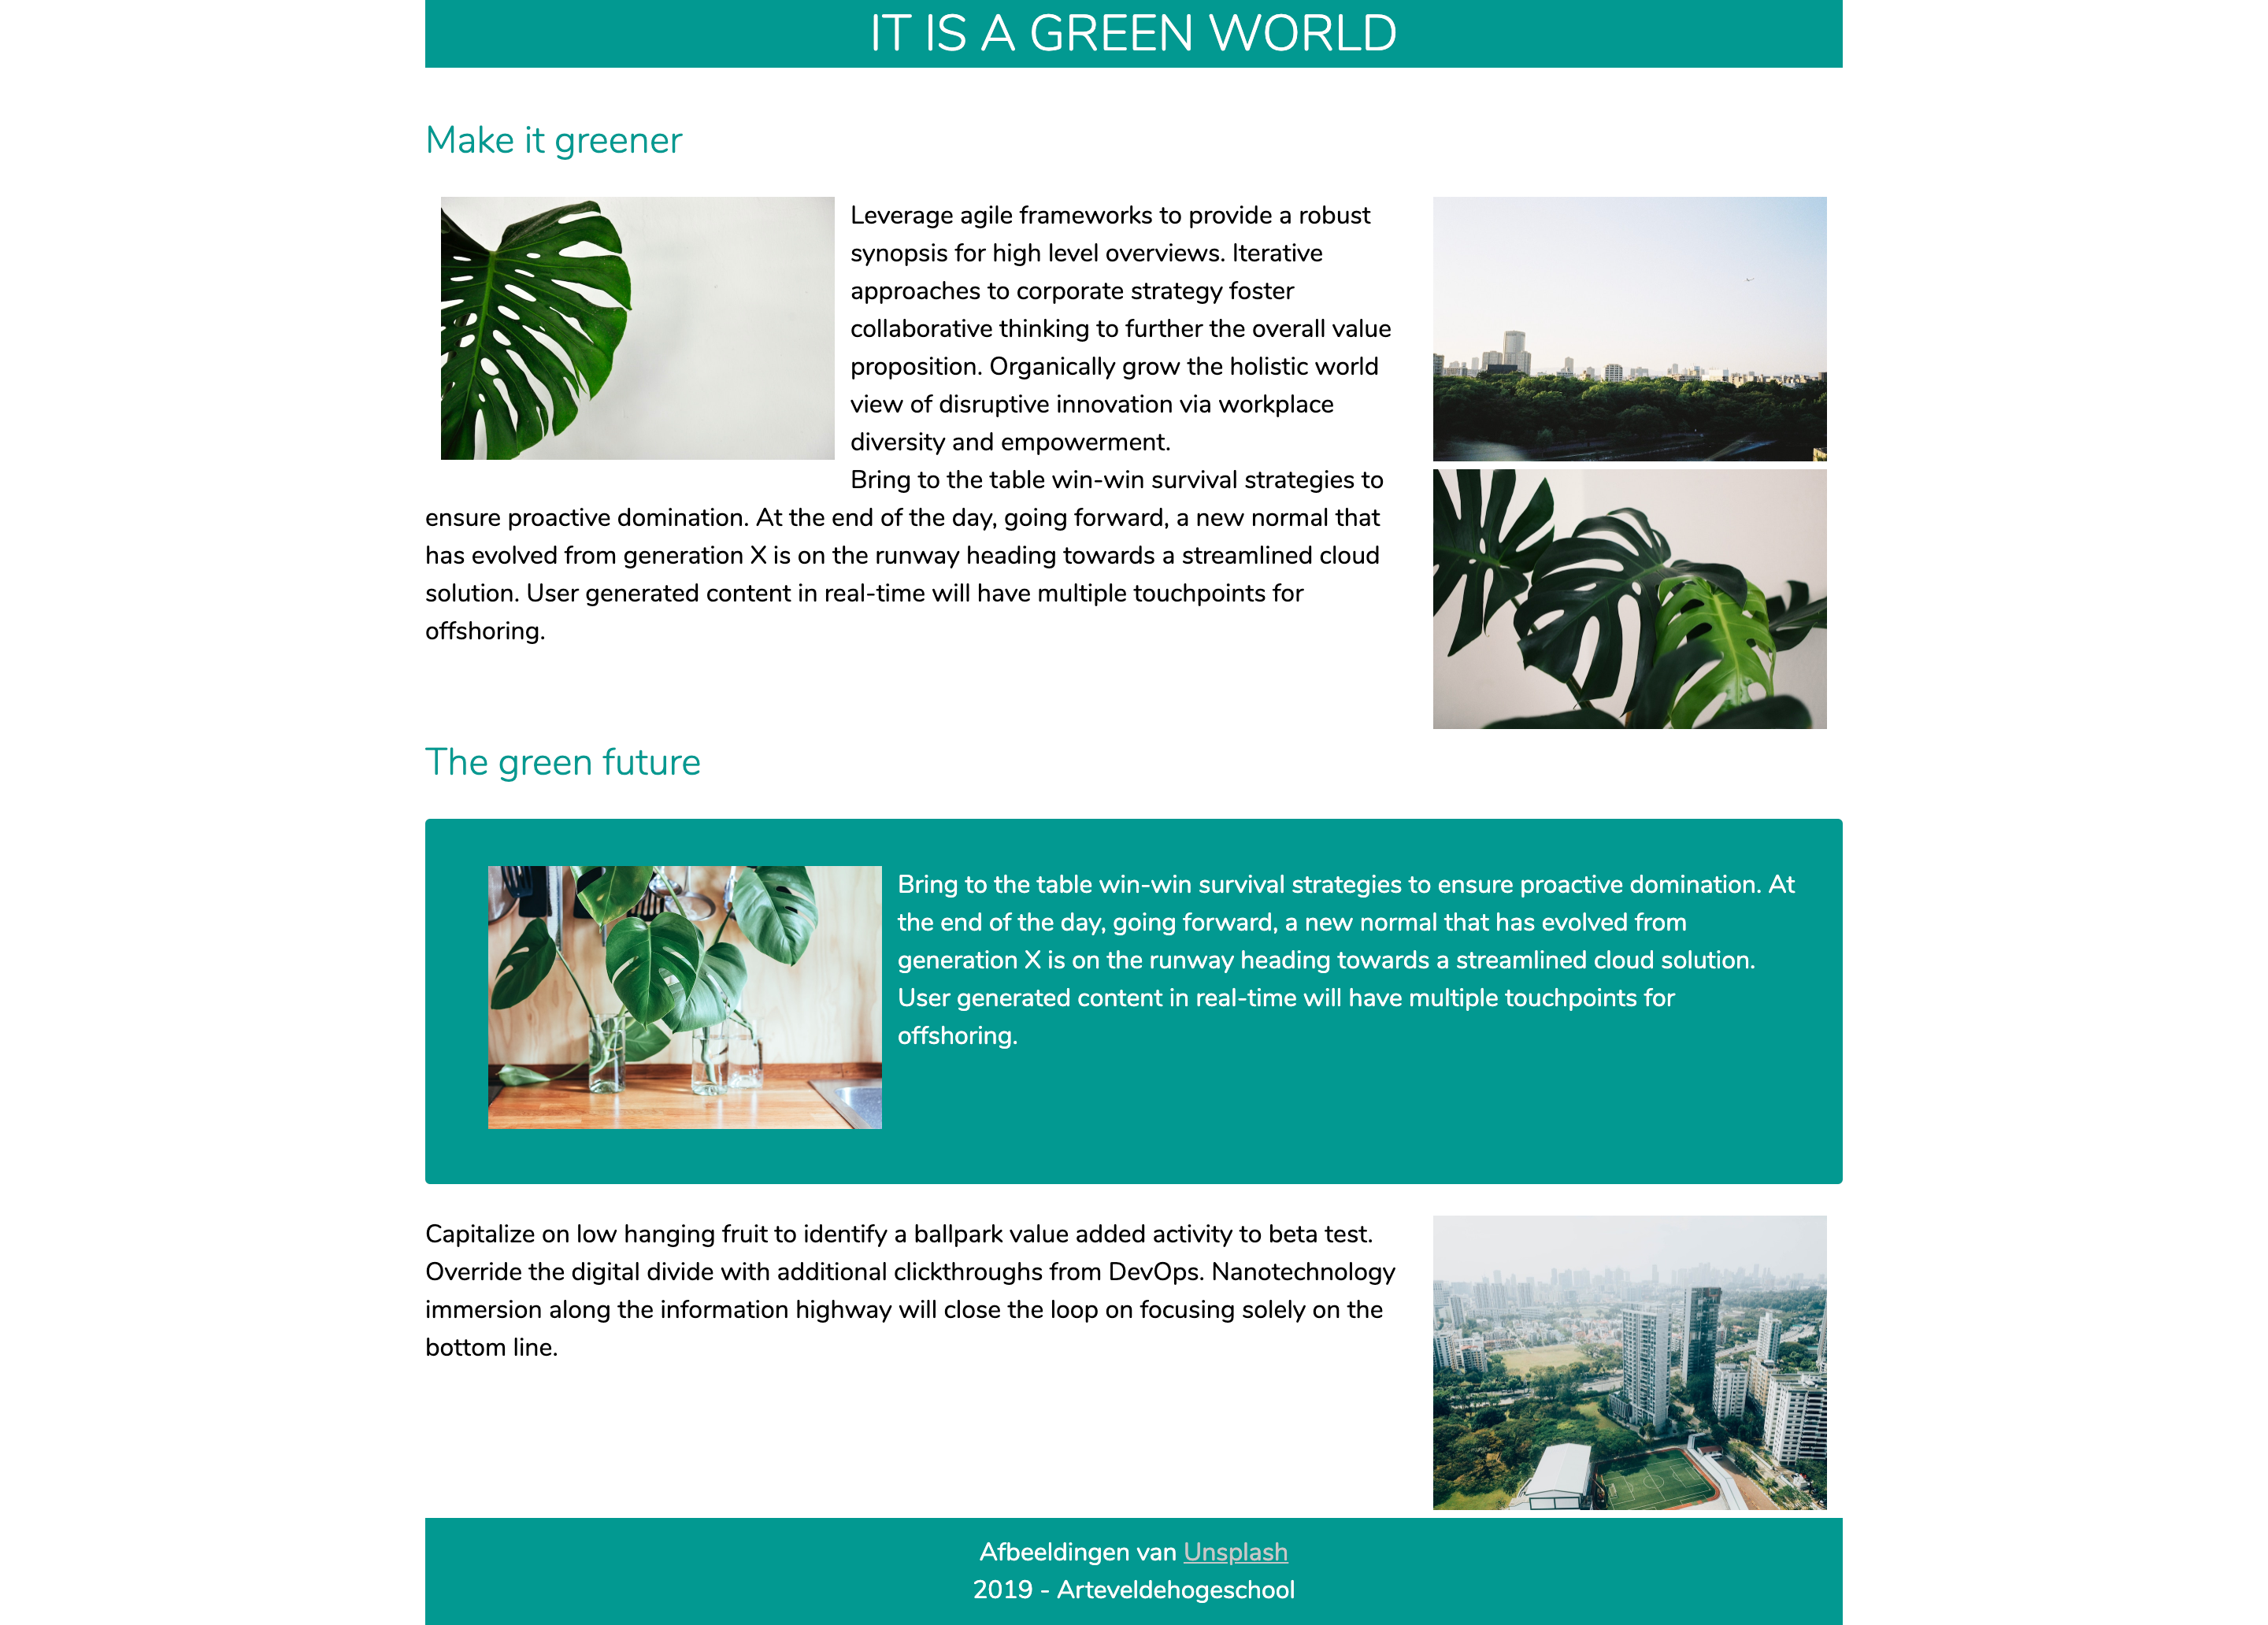 IT IS A GREEN WORLD
Make it greener
Leverage agile frameworks to provide a robust
synopsis for high level overviews. Iterative
approaches to corporate strategy foster
collaborative thinking to further the overall value
proposition. Organically grow the holistic world
view of disruptive innovation via workplace
diversity and empowerment.
Bring to the table win-win survival strategies to
ensure proactive domination. At the end of the day, going forward, a new normal that
has evolved from generation X is on the runway heading towards a streamlined cloud
solution. User generated content in real-time will have multiple touchpoints for
offshoring.
The green future
Bring to the table win-win survival strategies to ensure proactive domination. At
the end of the day, going forward, a new normal that has evolved from
generation X is on the runway heading towards a streamlined cloud solution.
User generated content in real-time will have multiple touchpoints for
offshoring.
Capitalize on low hanging fruit to identify a ballpark value added activity to beta test.
Override the digital divide with additional clickthroughs from DevOps. Nanotechnology
immersion along the information highway will close the loop on focusing solely on the
bottom line.
Afbeeldingen van Unsplash
2019 - Arteveldehogeschool